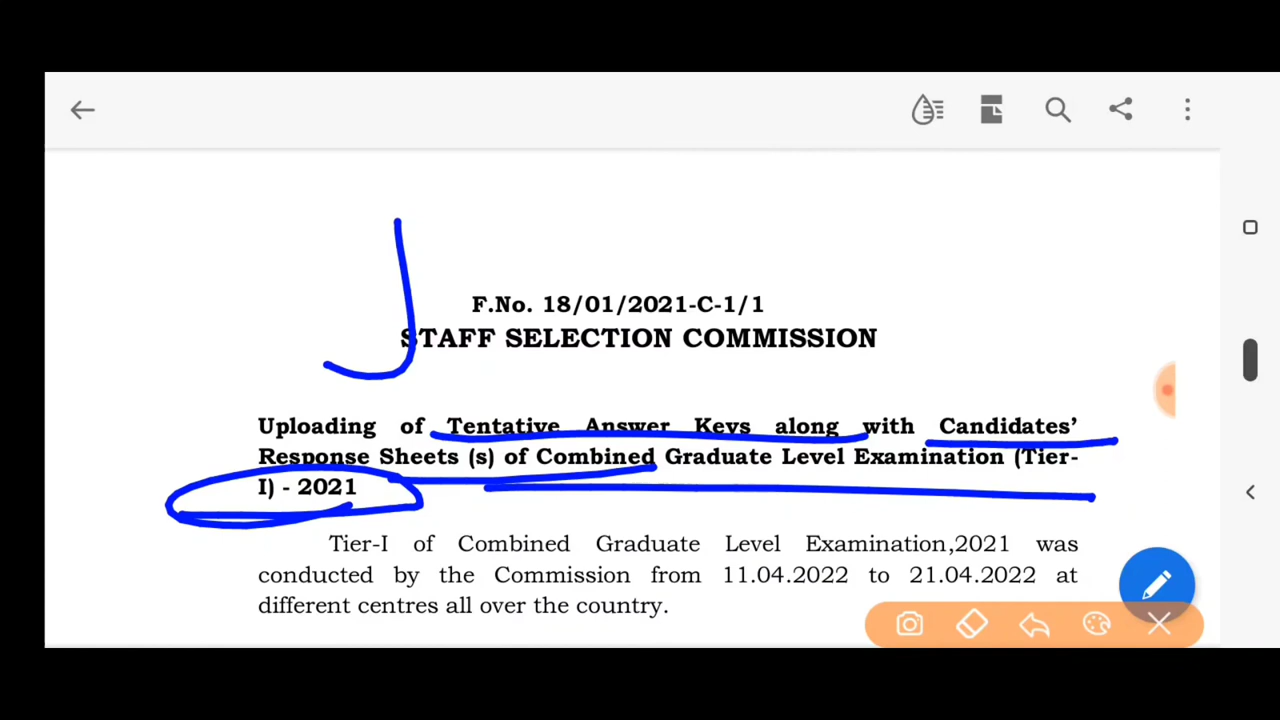 F.No. 18/01/2021-C-1/1
STAFF SELECTION COMMISSION
Uploading of Tentative Answer Keys along with Candidates’
Response Sheets (s) of Combined Graduate Level Examination (Tier-
I) - 2021
Tier-I of Combined Graduate Level Examination,2021 was
conducted by the Commission from 11.04.2022 to 21.04.2022 at
different centres all over the country.